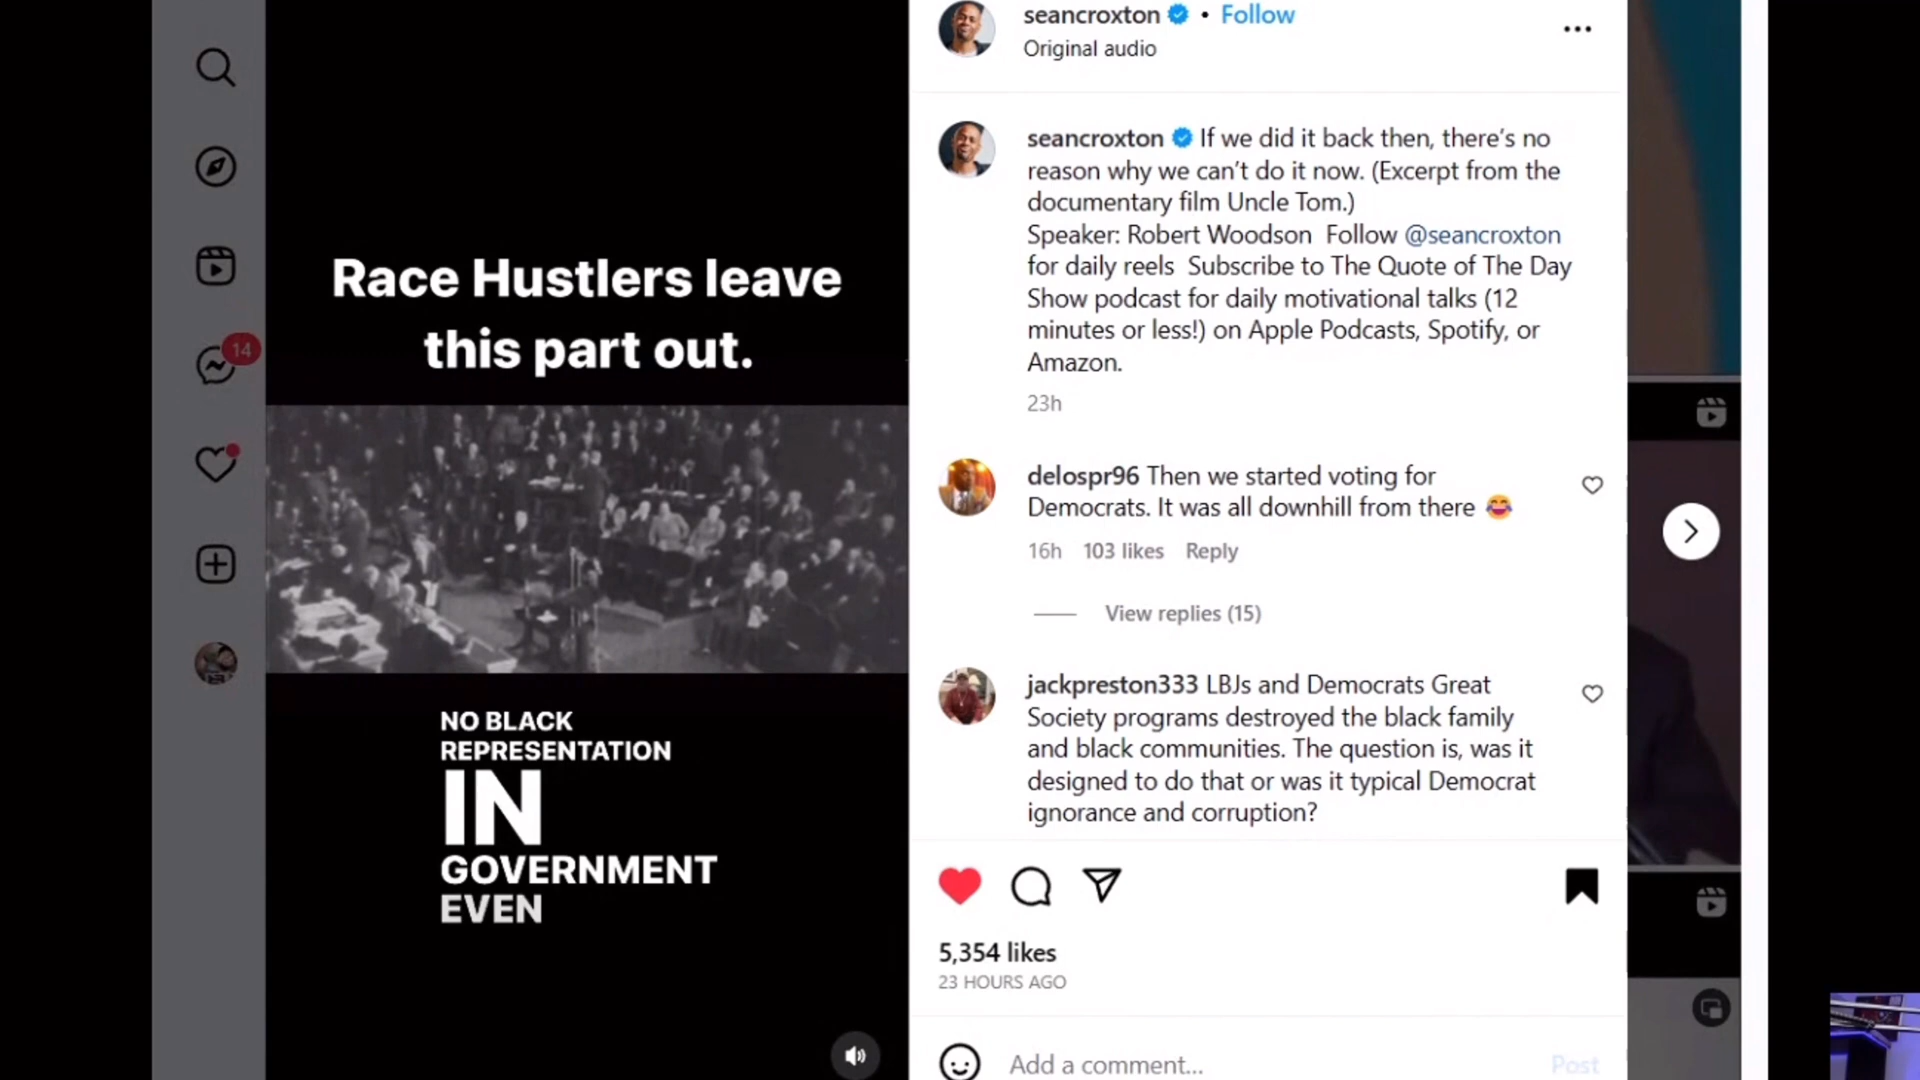 14
Race Hustlers leave
this part out.
NO BLACK
REPRESENTATION
IN
GOVERNMENT
EVEN
seancroxton • Follow
Original audio
seancroxton If we did it back then, there's no
reason why we can't do it now. (Excerpt from the
documentary film Uncle Tom.)
Speaker: Robert Woodson Follow @seancroxton
for daily reels Subscribe to The Quote of The Day
Show podcast for daily motivational talks (12
minutes or less!) on Apple Podcasts, Spotify, or
Amazon.
23h
delospr96 Then we started voting for
Democrats. It was all downhill from there 😂
16h 103 likes Reply
View replies (15)
jackpreston333 LBJs and Democrats Great
Society programs destroyed the black family
and black communities. The question is, was it
designed to do that or was it typical Democrat
ignorance and corruption?
5,354 likes
23 HOURS AGO
Add a comment... Post